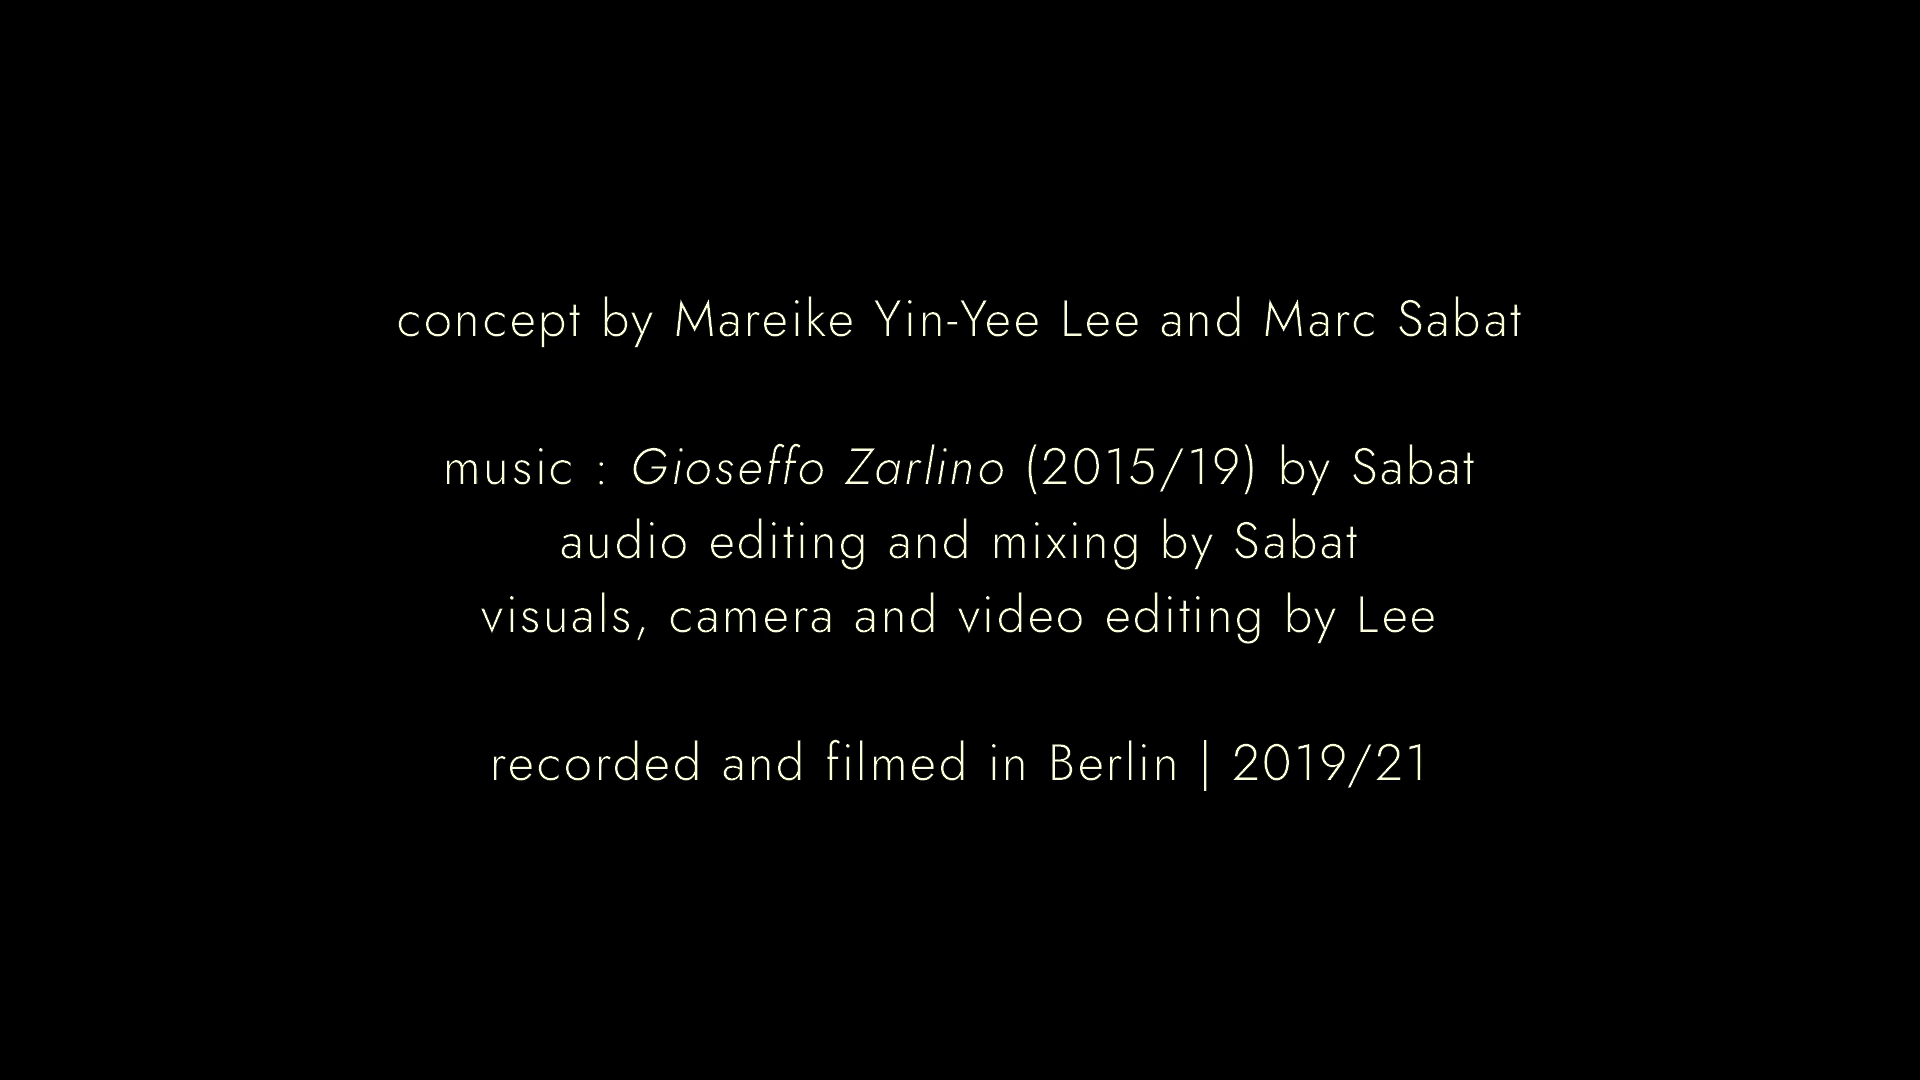 concept by Mareike Yin-Yee Lee and Marc Sabat
music : Gioseffo Zarlino (2015/19) by Sabat
audio editing and mixing by Sabat
visuals, camera and video editing by Lee
recorded and filmed in Berlin | 2019/21